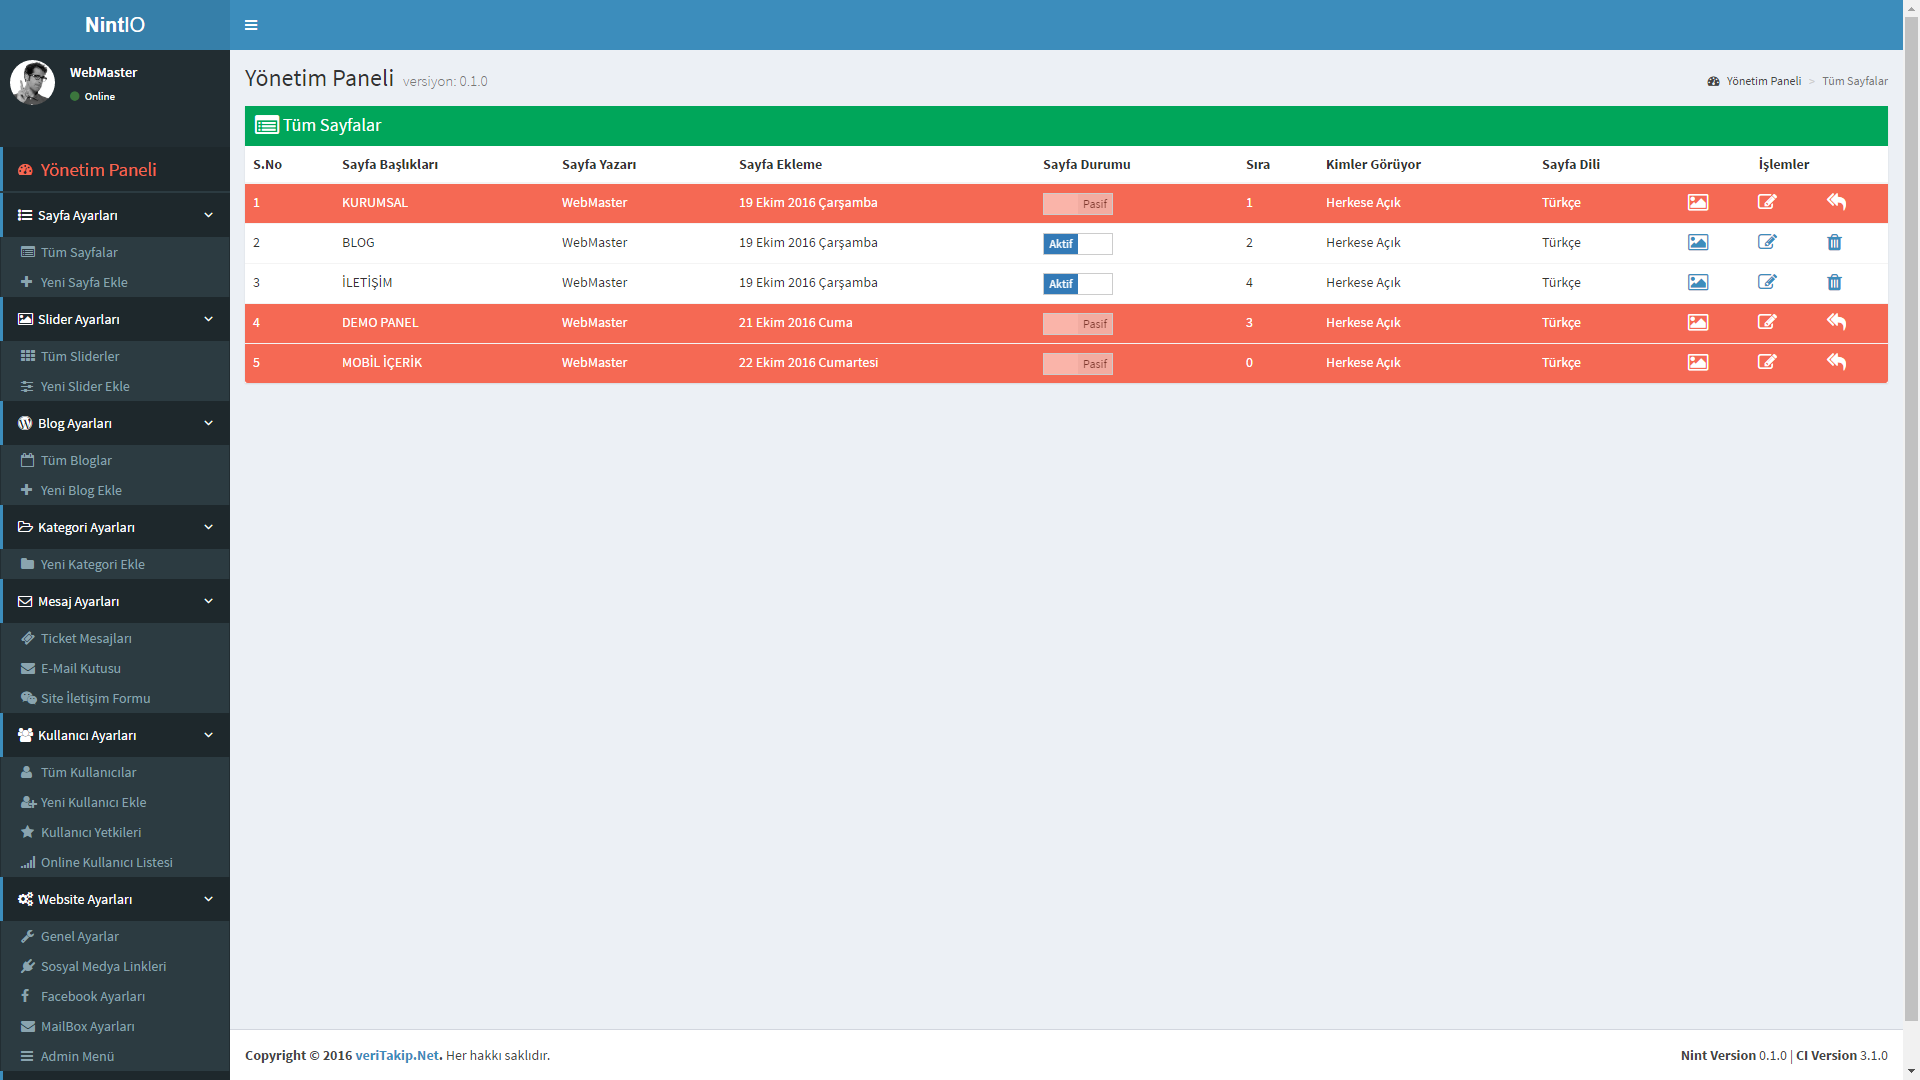 NintIO
WebMaster
Online
Yönetim Paneli
Sayfa Ayarları
Tüm Sayfalar
Yeni Sayfa Ekle
Slider Ayarları
Tüm Sliderler
Yeni Slider Ekle
Blog Ayarları
Tüm Bloglar
Yeni Blog Ekle
Kategori Ayarları
Yeni Kategori Ekle
Mesaj Ayarları
Ticket Mesajları
E-Mail Kutusu
Site İletişim Formu
Kullanıcı Ayarları
Tüm Kullanıcılar
Yeni Kullanıcı Ekle
Kullanıcı Yetkileri
Online Kullanıcı Listesi
Website Ayarları
Genel Ayarlar
Sosyal Medya Linkleri
Facebook Ayarları
MailBox Ayarları
Admin Menü
Yönetim Paneli versiyon: 0.1.0
Yönetim Paneli > Tüm Sayfalar
Tüm Sayfalar
S.No Sayfa Başlıkları Sayfa Yazarı Sayfa Ekleme Sayfa Durumu Sıra Kimler Görüyor Sayfa Dili İşlemler
1 KURUMSAL WebMaster 19 Ekim 2016 Çarşamba Pasif 1 Herkese Açık Türkçe
2 BLOG WebMaster 19 Ekim 2016 Çarşamba Aktif 2 Herkese Açık Türkçe
3 İLETİŞİM WebMaster 19 Ekim 2016 Çarşamba Aktif 4 Herkese Açık Türkçe
4 DEMO PANEL WebMaster 21 Ekim 2016 Cuma Pasif 3 Herkese Açık Türkçe
5 MOBİL İÇERİK WebMaster 22 Ekim 2016 Cumartesi Pasif 0 Herkese Açık Türkçe
Copyright © 2016 veriTakip.Net. Her hakkı saklıdır.
Nint Version 0.1.0 | CI Version 3.1.0